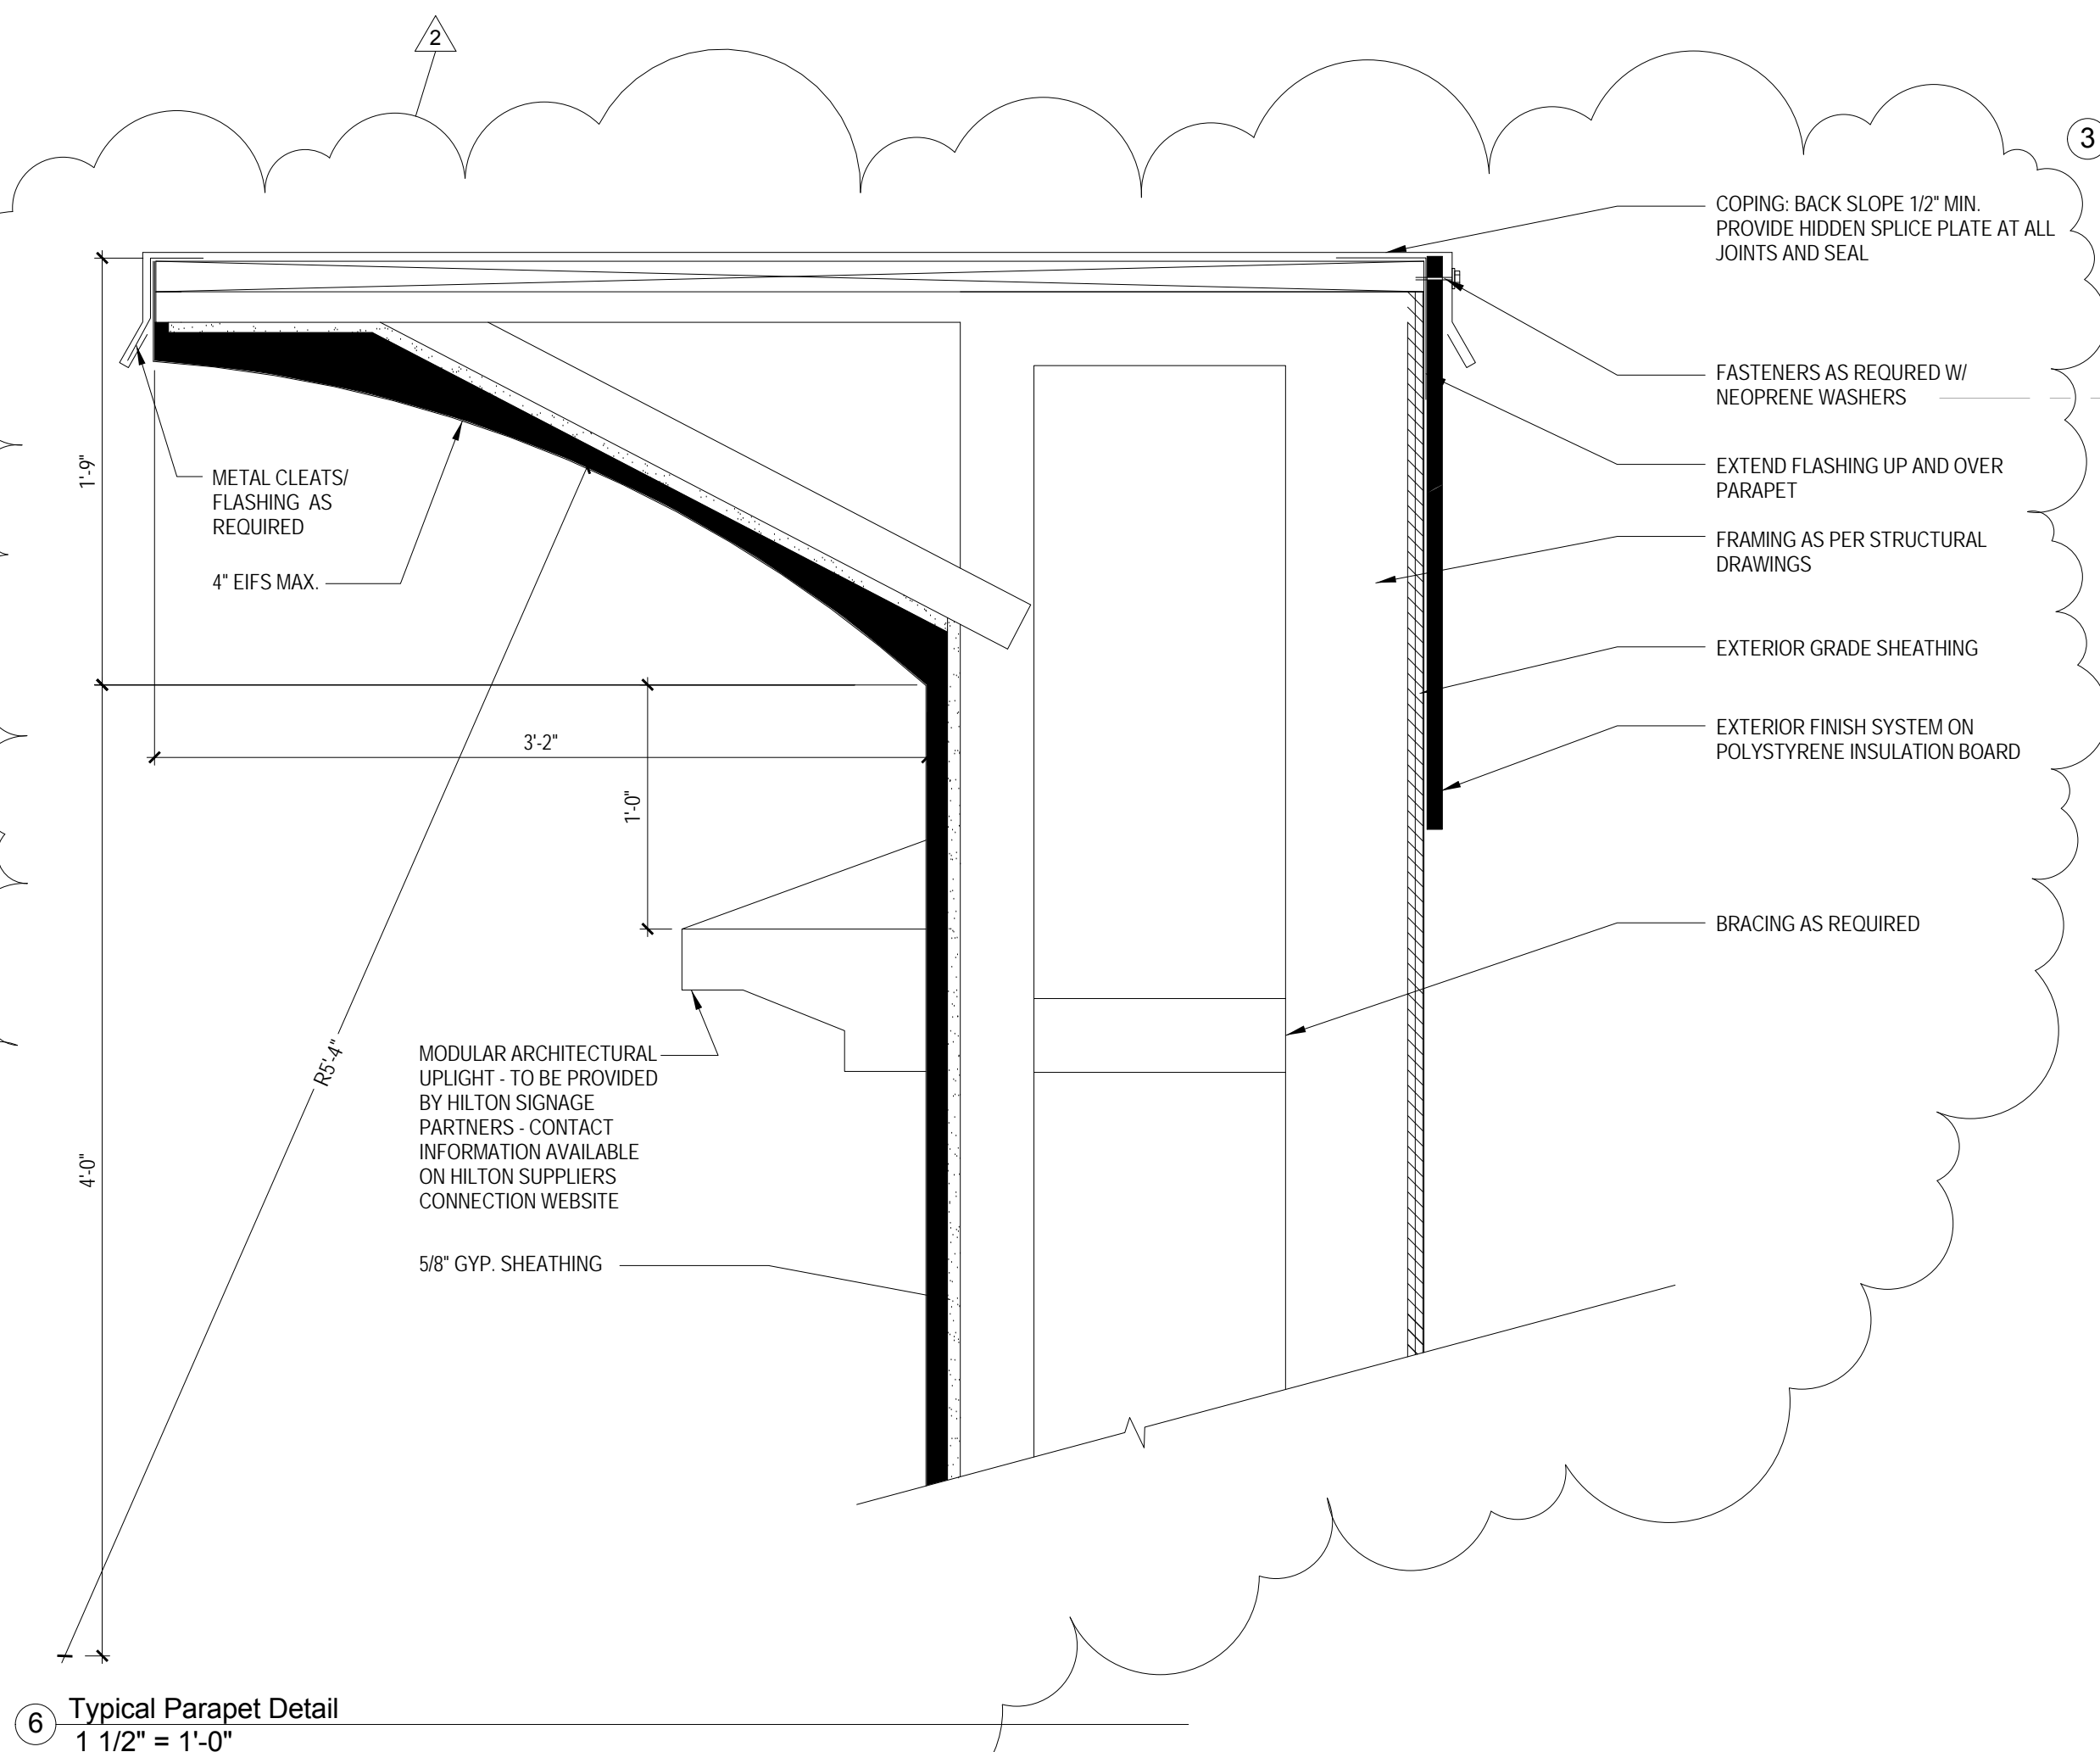 2
3
COPING: BACK SLOPE 1/2" MIN.
PROVIDE HIDDEN SPLICE PLATE AT ALL
JOINTS AND SEAL
FASTENERS AS REQURED W/
NEOPRENE WASHERS
EXTEND FLASHING UP AND OVER
PARAPET
FRAMING AS PER STRUCTURAL
DRAWINGS
EXTERIOR GRADE SHEATHING
EXTERIOR FINISH SYSTEM ON
POLYSTYRENE INSULATION BOARD
BRACING AS REQUIRED
1'-9"
METAL CLEATS/
FLASHING AS
REQUIRED
4" EIFS MAX.
3'-2"
1'-0"
R5'-4"
4'-0"
MODULAR ARCHITECTURAL
UPLIGHT - TO BE PROVIDED
BY HILTON SIGNAGE
PARTNERS - CONTACT
INFORMATION AVAILABLE
ON HILTON SUPPLIERS
CONNECTION WEBSITE
5/8" GYP. SHEATHING
6
Typical Parapet Detail
1 1/2" = 1'-0"